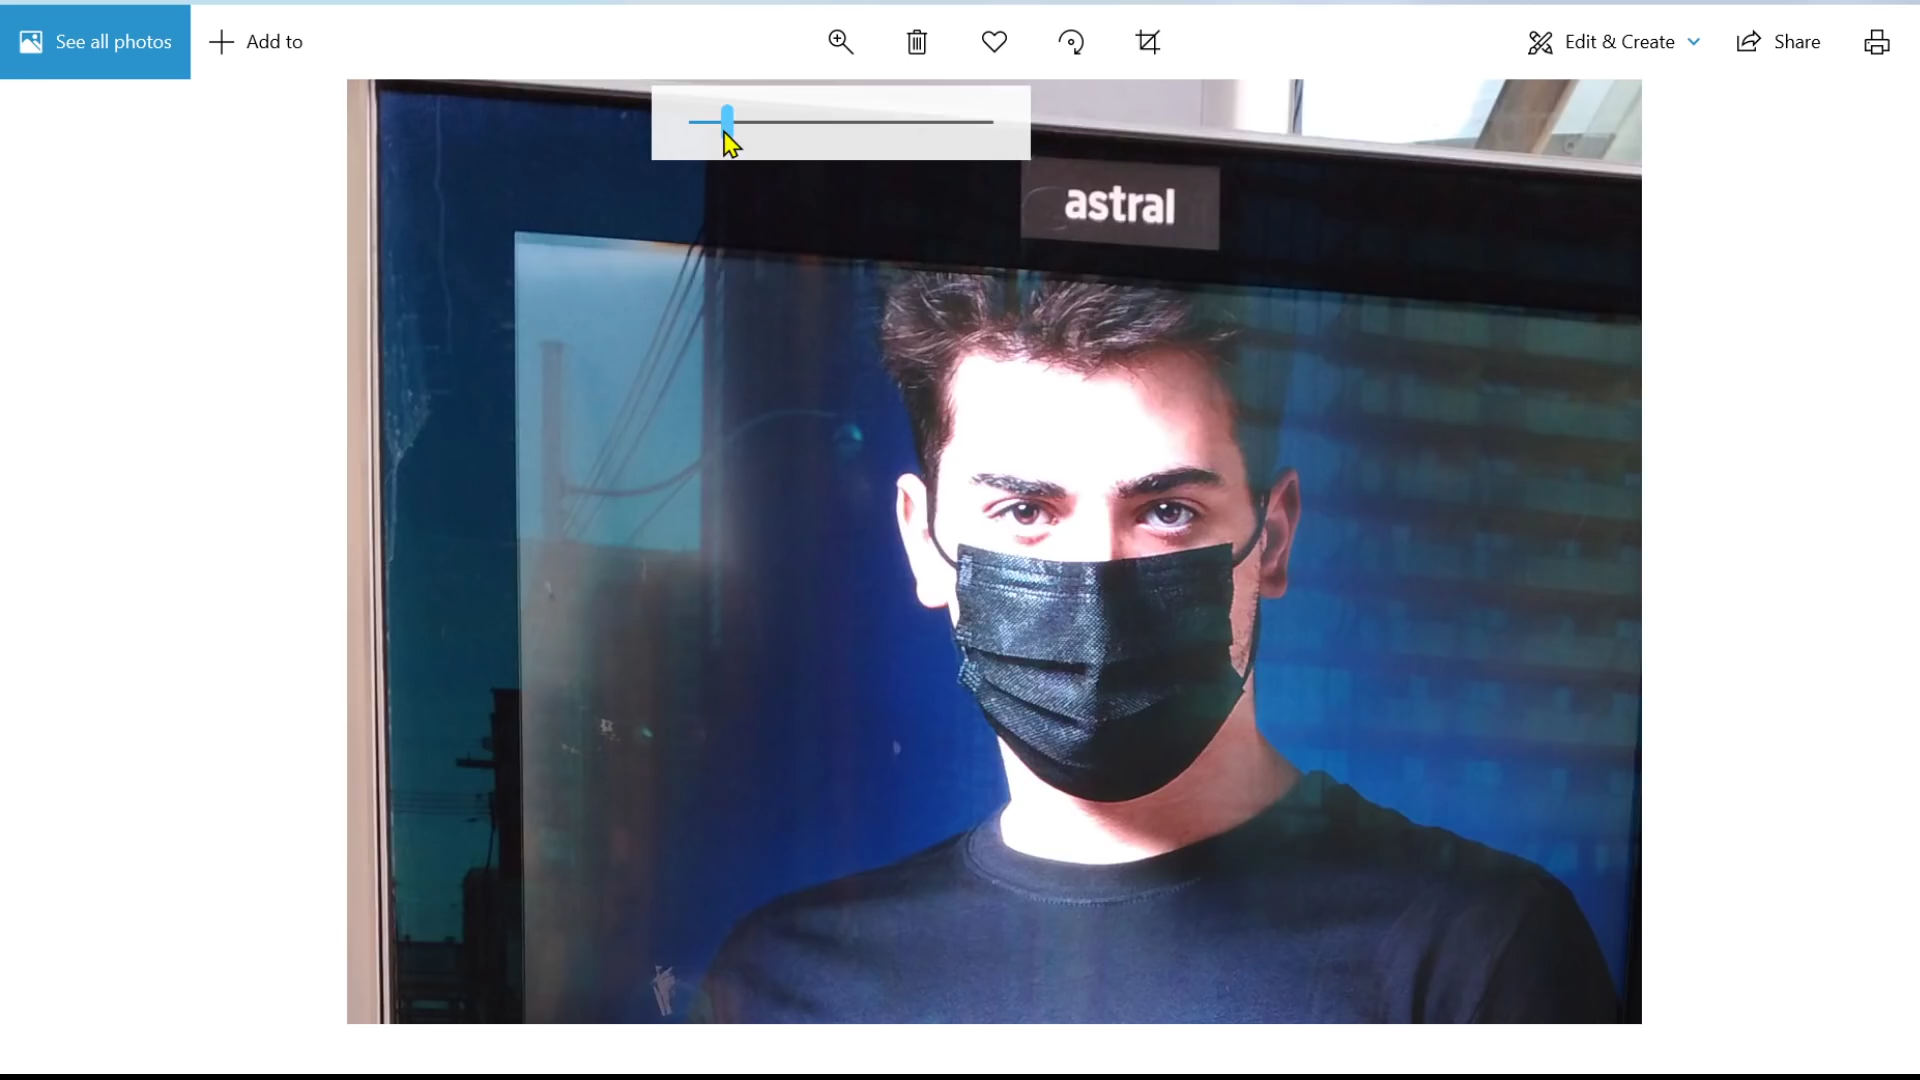 See all photos
Add to
Edit & Create
Share
astral